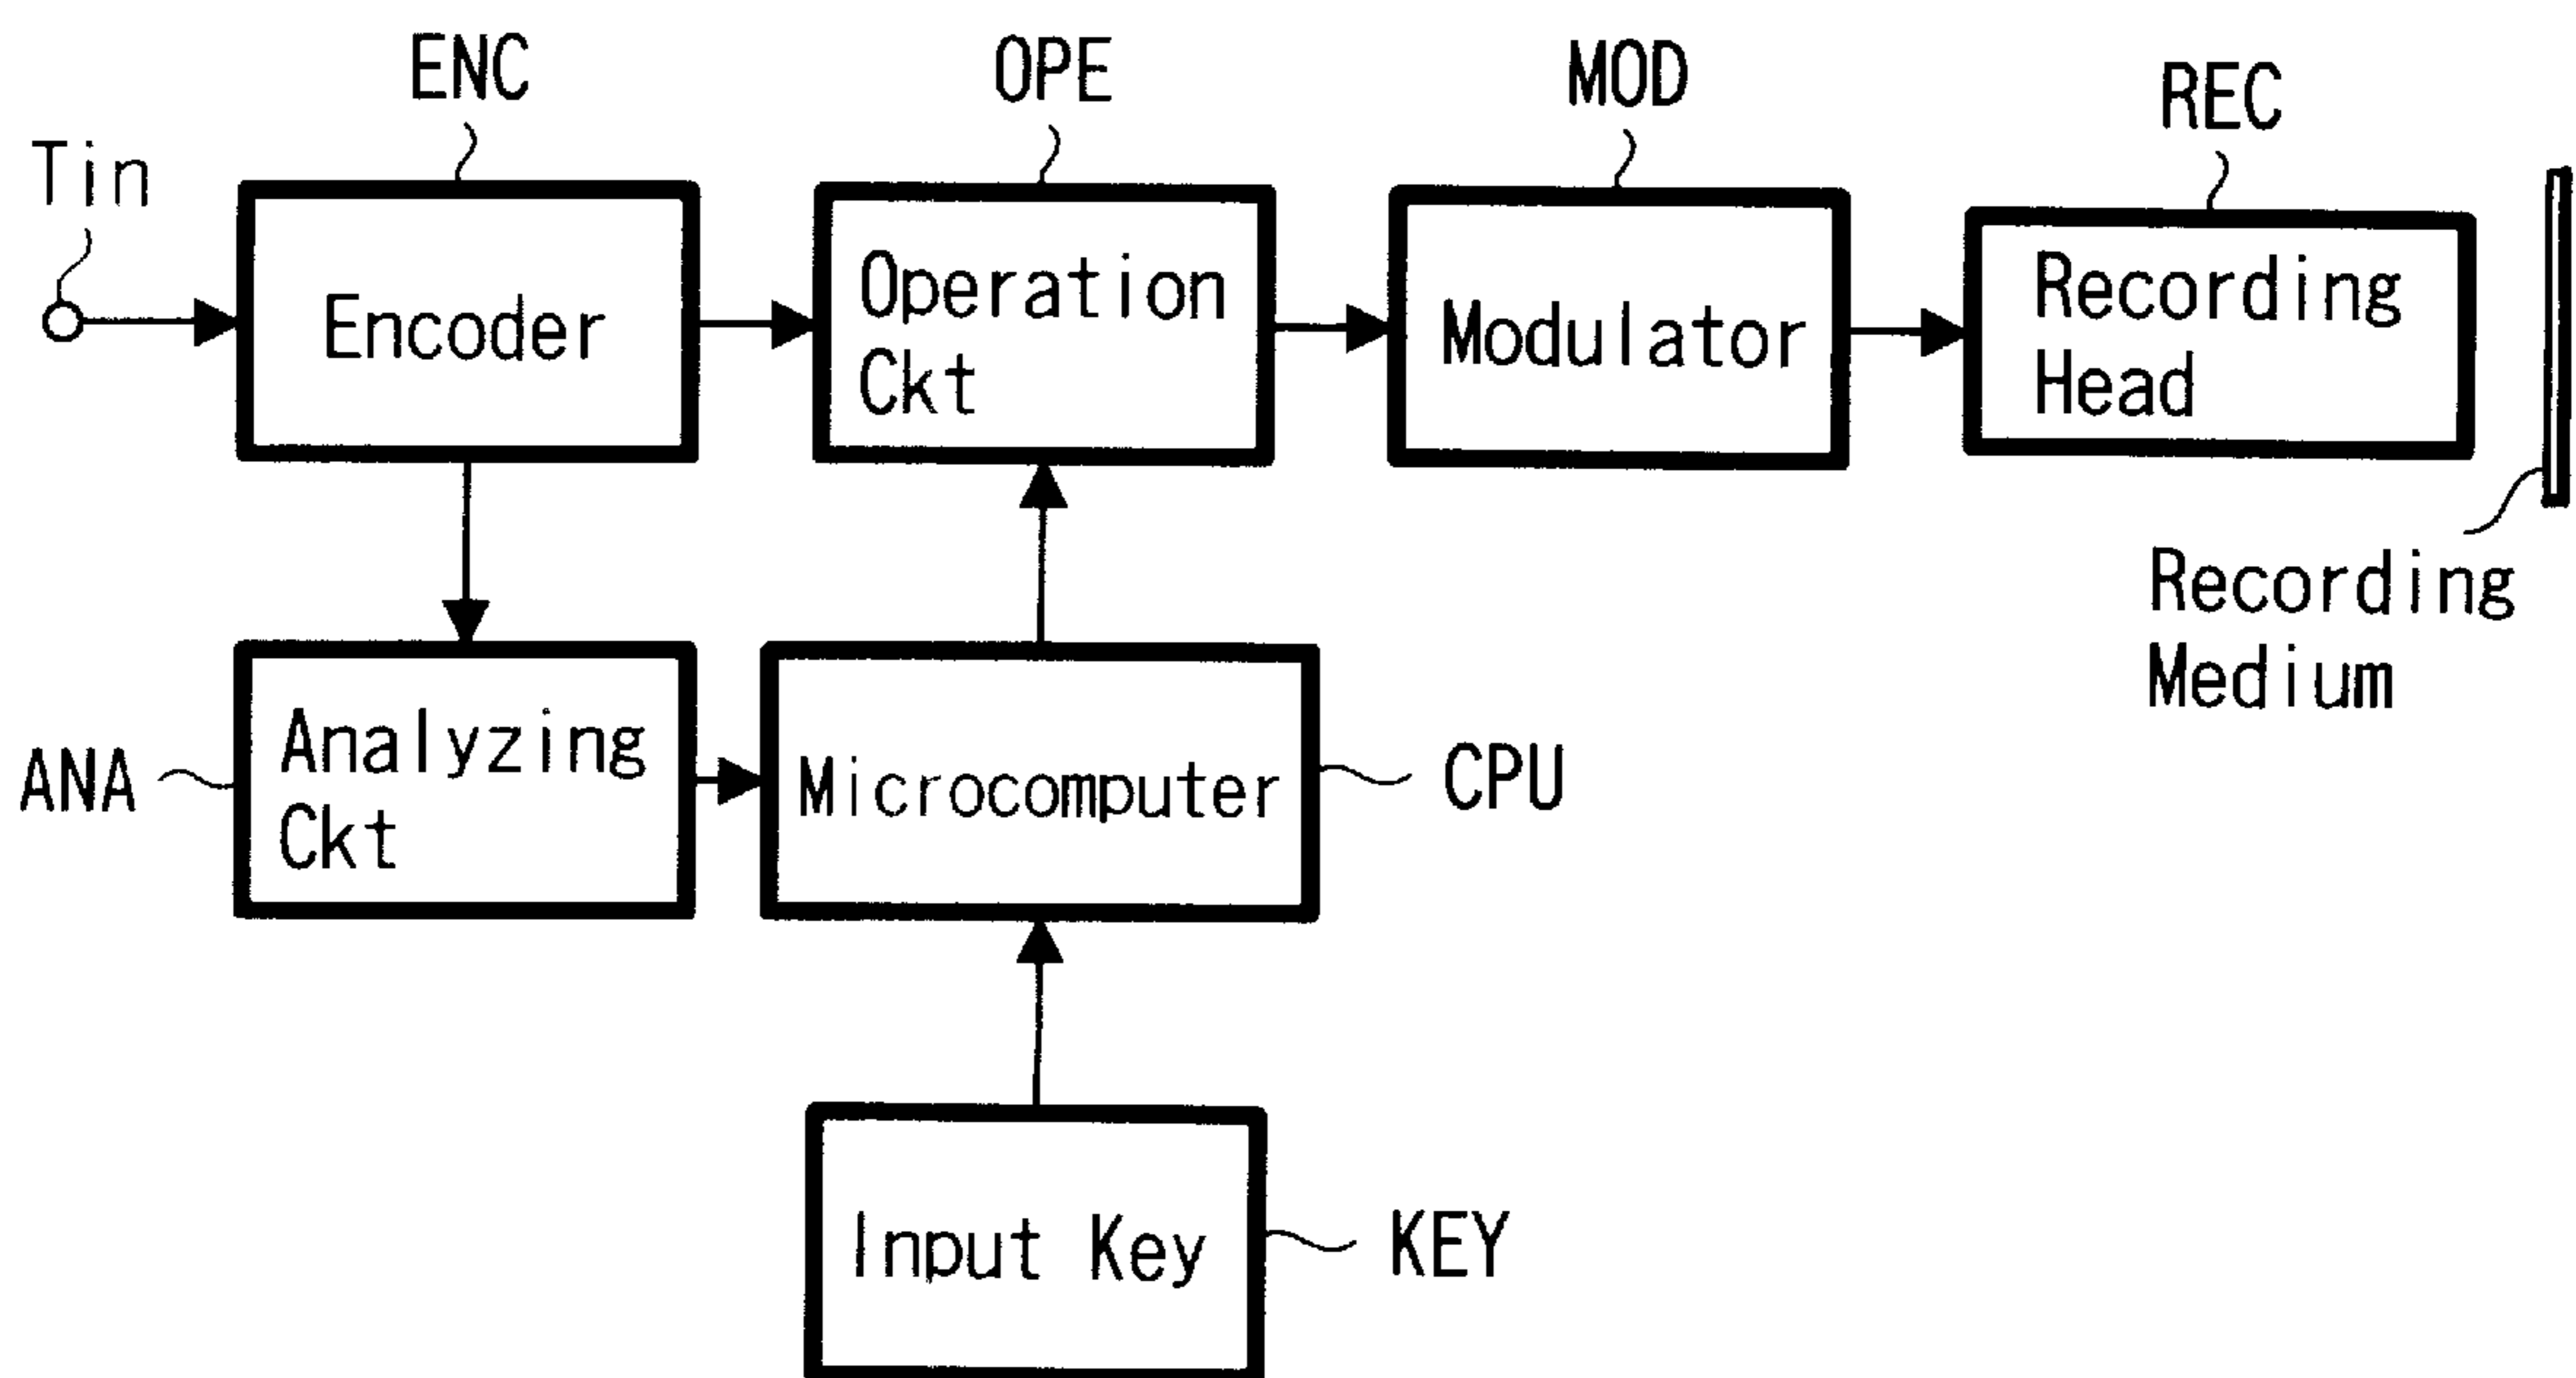 ENC
OPE
MOD
REC
Tin
Encoder
Operation
Ckt
Modulator
Recording
Head
Recording
Medium
ANA
Analyzing
Ckt
Microcomputer
CPU
Input Key
KEY